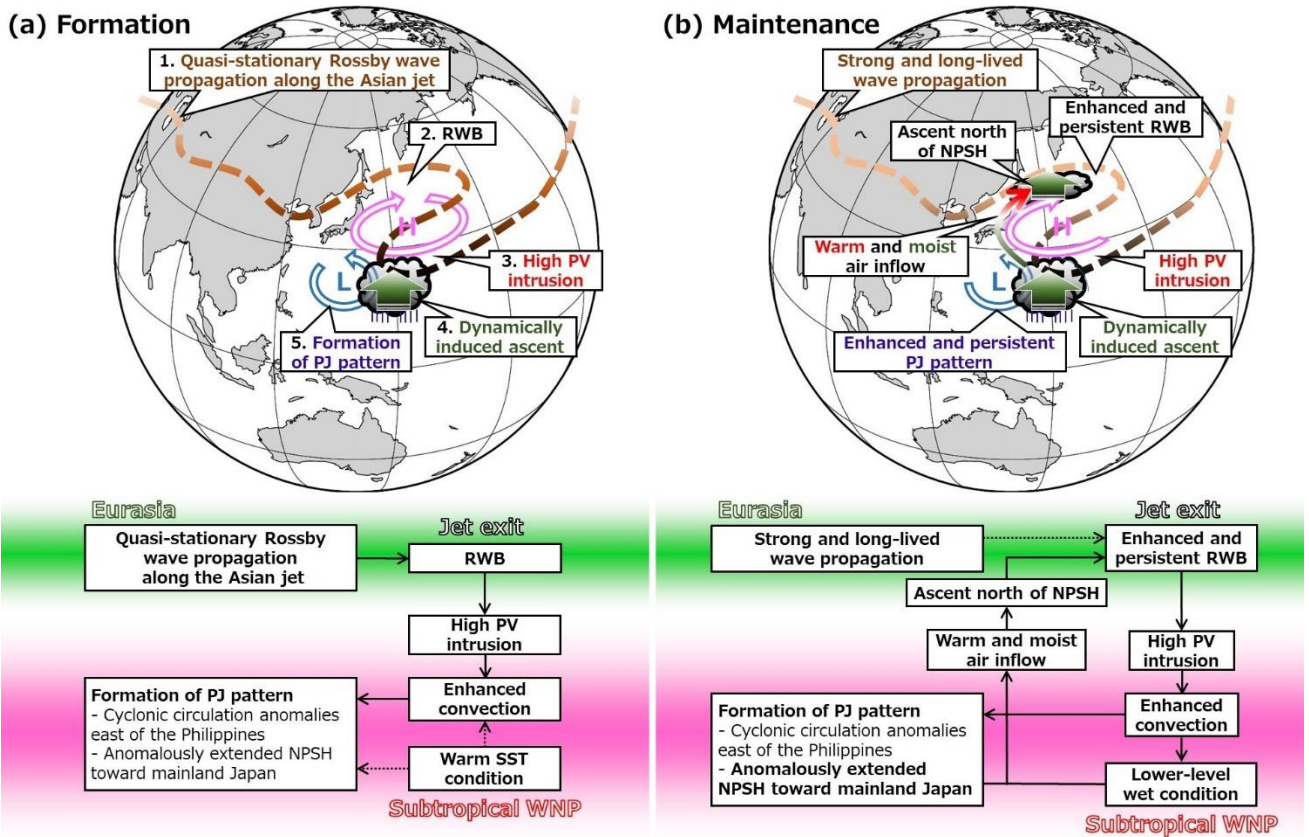 (a) Formation
1. Quasi-stationary Rossby wave
propagation along the Asian jet
2. RWB
H
3. High PV
intrusion
L
4. Dynamically
induced ascent
5. Formation
of PJ pattern
Eurasia
Jet exit
Quasi-stationary Rossby
wave propagation
along the Asian jet
RWB
High PV
intrusion
Enhanced
convection
Formation of PJ pattern
- Cyclonic circulation anomalies
east of the Philippines
- Anomalously extended NPSH
toward mainland Japan
Warm SST
condition
Subtropical WNP
(b) Maintenance
Strong and long-lived
wave propagation
Enhanced and
persistent RWB
Ascent north
of NPSH
H
Warm and moist
air inflow
High PV
intrusion
L
Enhanced and persistent
PJ pattern
Dynamically
induced ascent
Eurasia
Jet exit
Strong and long-lived
wave propagation
Enhanced and
persistent RWB
Ascent north of NPSH
Warm and moist
air inflow
High PV
intrusion
Formation of PJ pattern
- Cyclonic circulation anomalies
east of the Philippines
- Anomalously extended
NPSH toward mainland Japan
Enhanced
convection
Lower-level
wet condition
Subtropical WNP